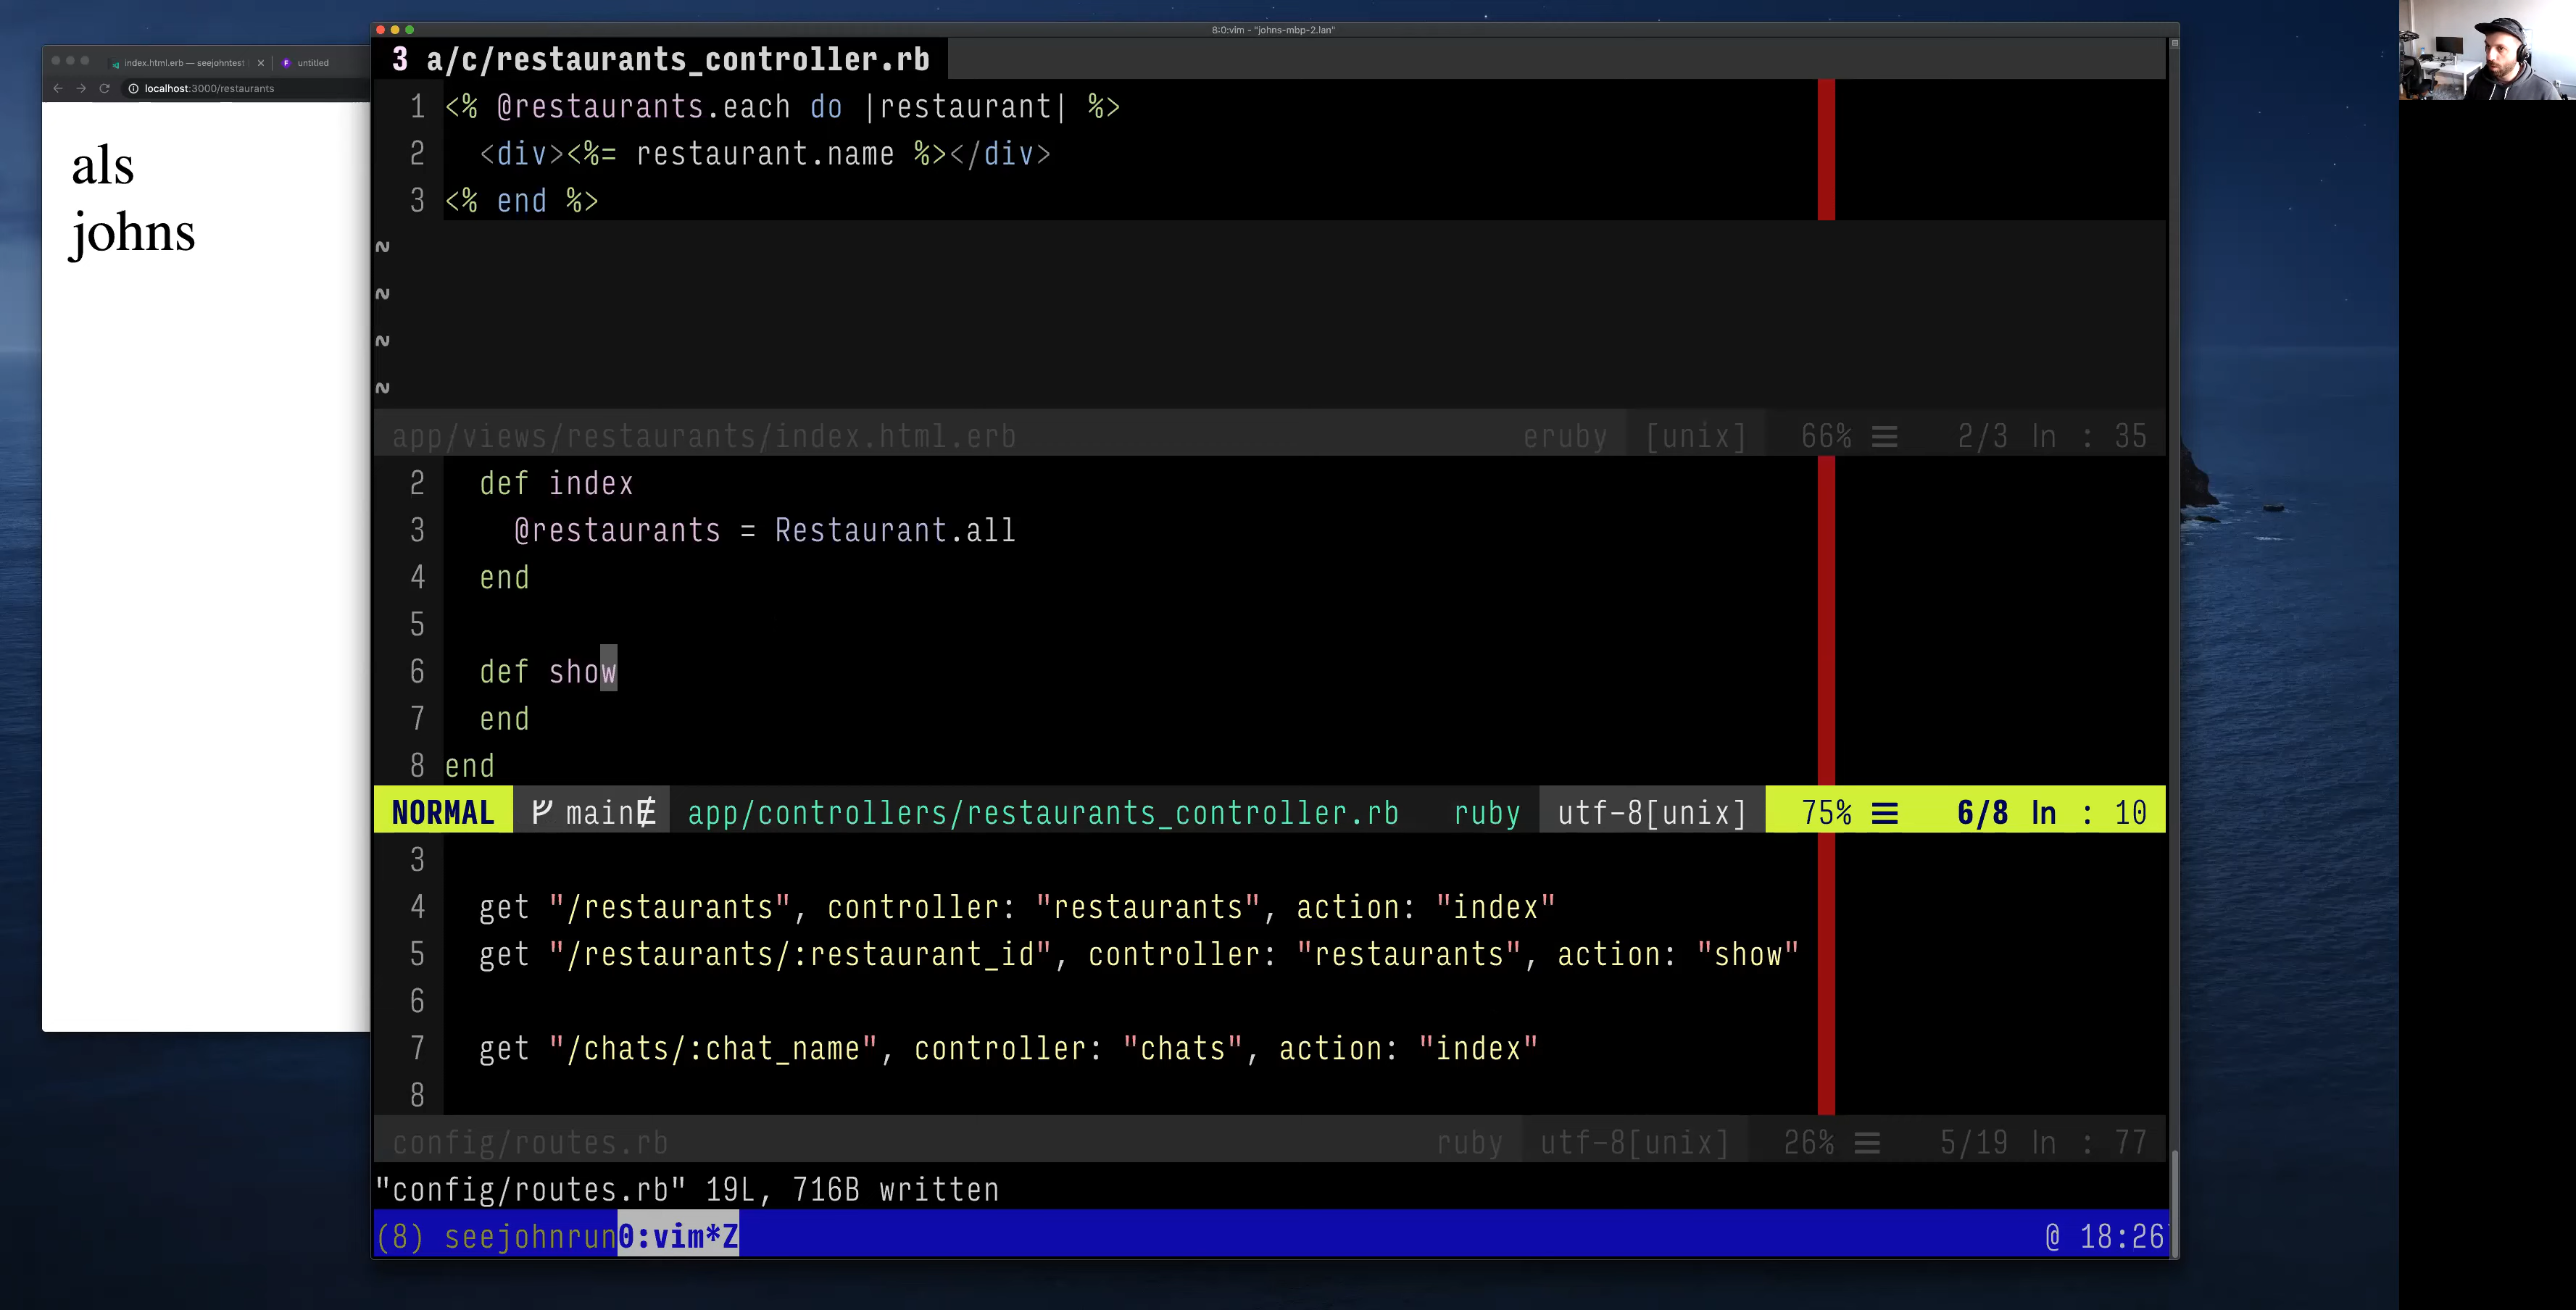 index.html.erb — seejohntest
untitled
localhost:3000/restaurants
als
johns
8:0:vim - "johns-mbp-2.lan"
3 a/c/restaurants_controller.rb
1 <% @restaurants.each do |restaurant| %>
2 <div><%= restaurant.name %></div>
3 <% end %>
~
~
~
~
app/views/restaurants/index.html.erb eruby [unix] 66% ☰ 2/3 ln : 35
2 def index
3 @restaurants = Restaurant.all
4 end
5
6 def show
7 end
8 end
NORMAL main app/controllers/restaurants_controller.rb ruby utf-8[unix] 75% ☰ 6/8 ln : 10
3
4 get "/restaurants", controller: "restaurants", action: "index"
5 get "/restaurants/:restaurant_id", controller: "restaurants", action: "show"
6
7 get "/chats/:chat_name", controller: "chats", action: "index"
8
config/routes.rb ruby utf-8[unix] 26% ☰ 5/19 ln : 77
"config/routes.rb" 19L, 716B written
(8) seejohnrun 0:vim*Z @ 18:26